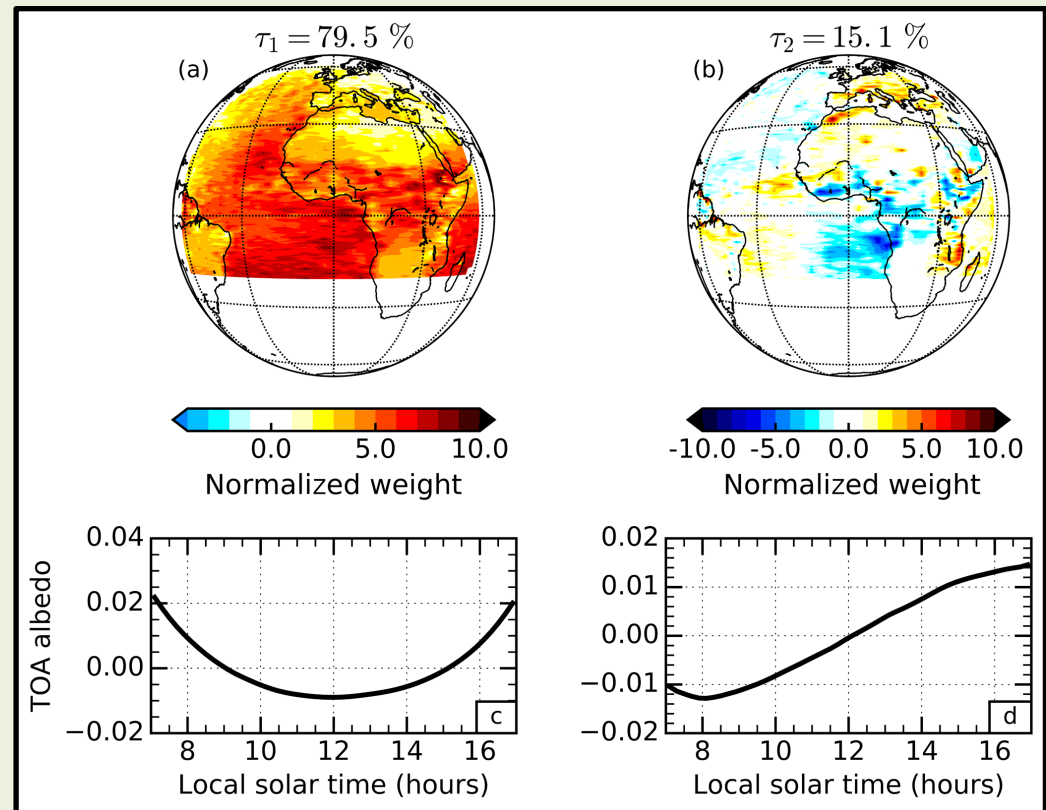 τ₁ = 79.5 %
(a)
0.0 5.0 10.0
Normalized weight
τ₂ = 15.1 %
(b)
-10.0 -5.0 0.0 5.0 10.0
Normalized weight
TOA albedo
0.04
0.02
0.00
−0.02
8 10 12 14 16
Local solar time (hours)
c
0.02
0.01
0.00
−0.01
−0.02
8 10 12 14 16
Local solar time (hours)
d